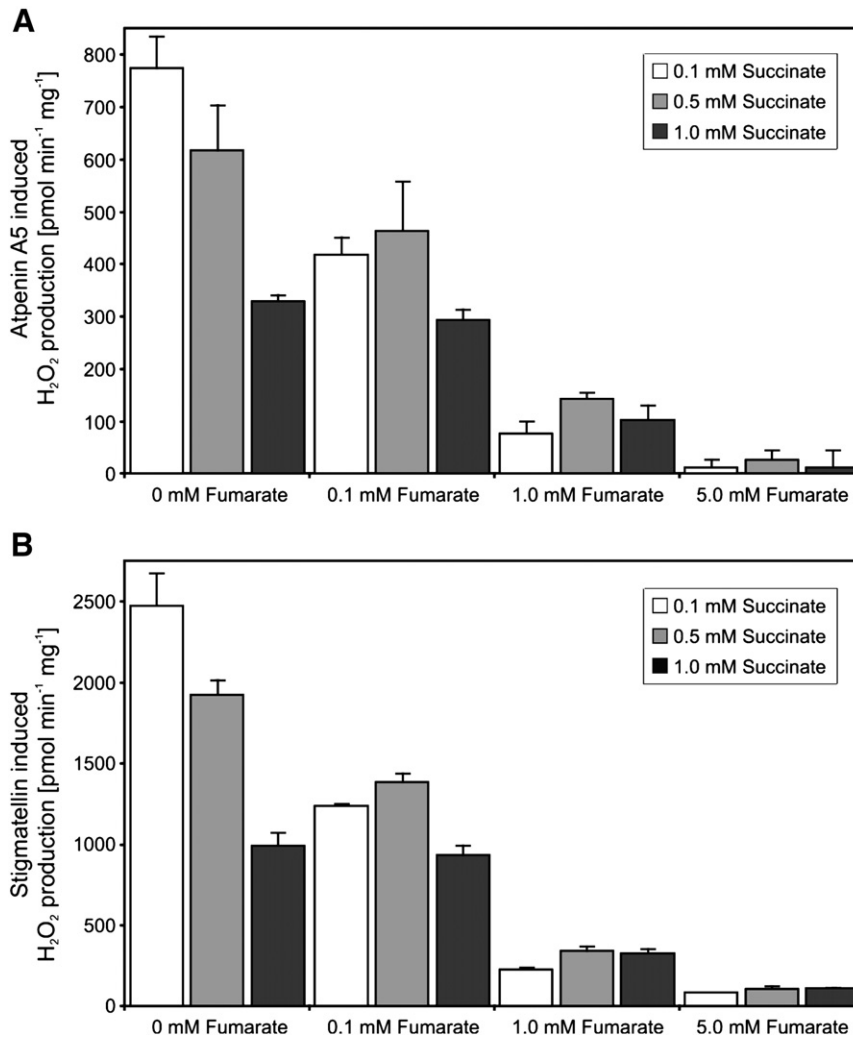 A
Atpenin A5 induced
H₂O₂ production [pmol min⁻¹ mg⁻¹]
800
700
600
500
400
300
200
100
0
0.1 mM Succinate
0.5 mM Succinate
1.0 mM Succinate
0 mM Fumarate
0.1 mM Fumarate
1.0 mM Fumarate
5.0 mM Fumarate
B
Stigmatellin induced
H₂O₂ production [pmol min⁻¹ mg⁻¹]
2500
2000
1500
1000
500
0
0.1 mM Succinate
0.5 mM Succinate
1.0 mM Succinate
0 mM Fumarate
0.1 mM Fumarate
1.0 mM Fumarate
5.0 mM Fumarate